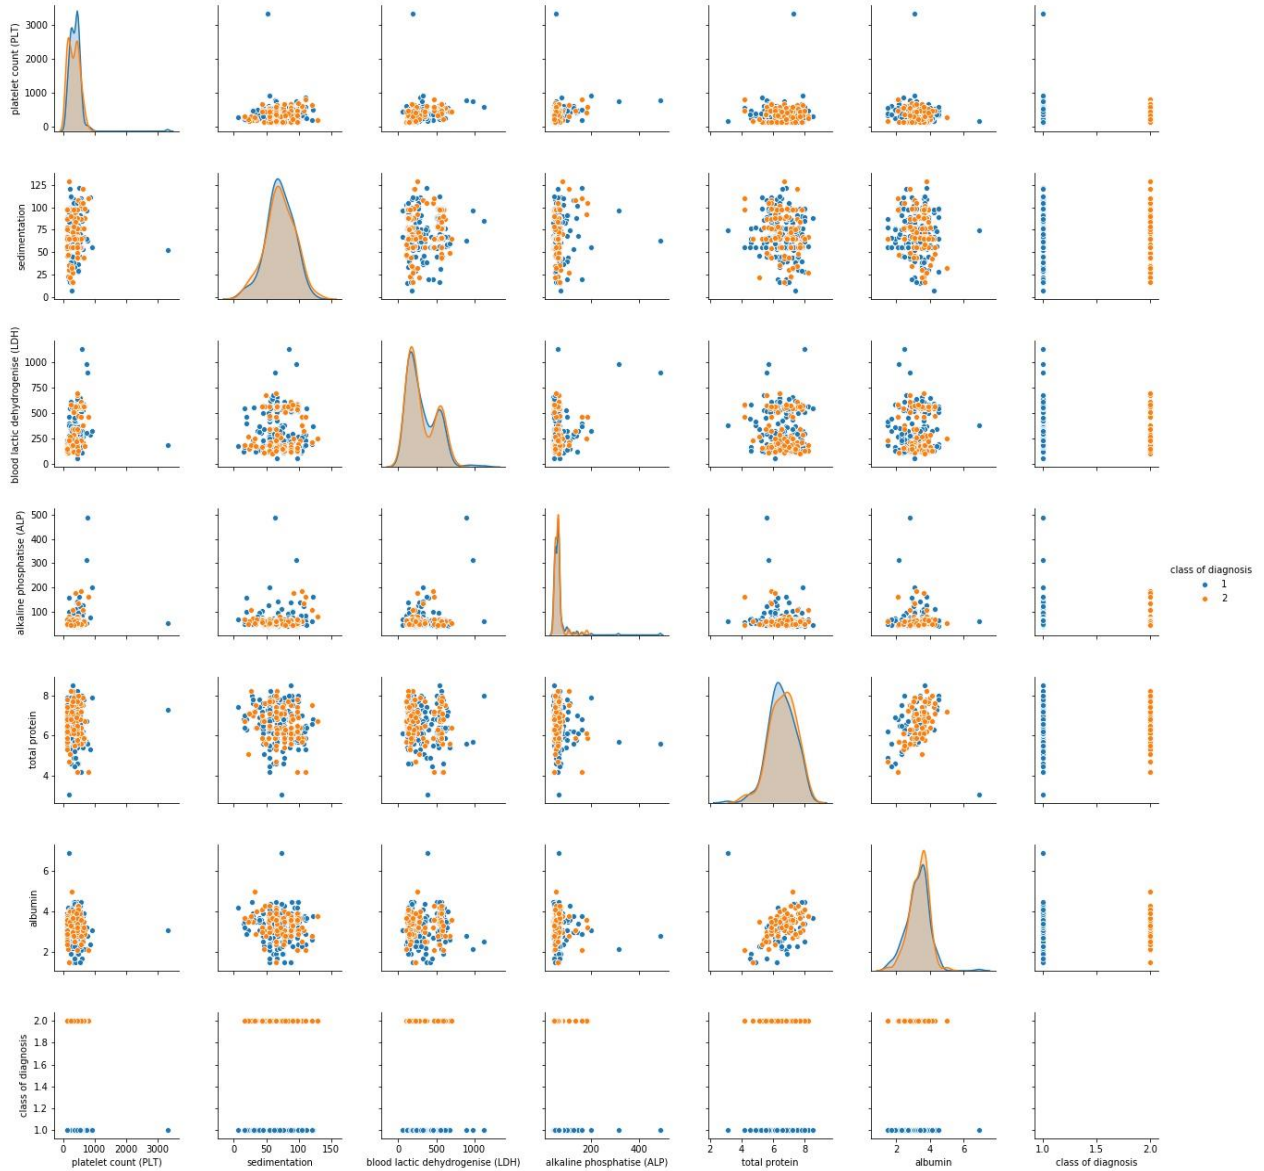 platelet count (PLT)
3000
2000
1000
0
sedimentation
125
100
75
50
25
0
blood lactic dehydrogenise (LDH)
1000
750
500
250
0
alkaline phosphatise (ALP)
500
400
300
200
100
class of diagnosis
1
2
total protein
8
6
4
albumin
6
4
2
class of diagnosis
2.0
1.8
1.6
1.4
1.2
1.0
0 1000 2000 3000
platelet count (PLT)
0 50 100 150
sedimentation
0 500 1000
blood lactic dehydrogenise (LDH)
0 200 400
alkaline phosphatise (ALP)
2 4 6 8
total protein
2 4 6
albumin
1.0 1.5 2.0
class of diagnosis